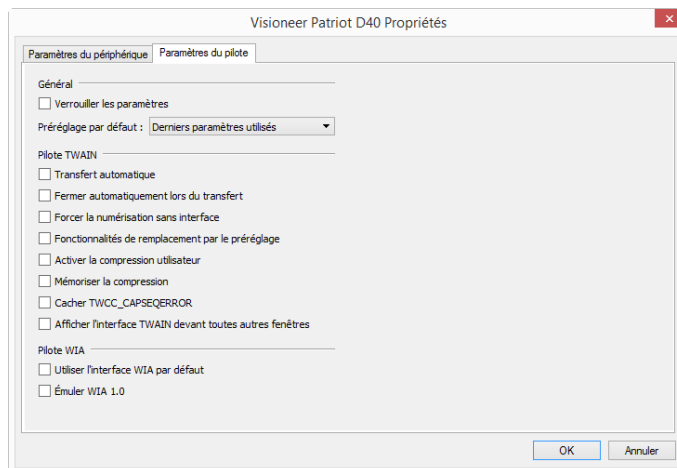 Visioneer Patriot D40 Propriétés
Paramètres du périphérique
Paramètres du pilote
Général
Verrouiller les paramètres
Préréglage par défaut : Derniers paramètres utilisés
Pilote TWAIN
Transfert automatique
Fermer automatiquement lors du transfert
Forcer la numérisation sans interface
Fonctionnalités de remplacement par le préréglage
Activer la compression utilisateur
Mémoriser la compression
Cacher TWCC_CAPSEQERROR
Afficher l'interface TWAIN devant toutes autres fenêtres
Pilote WIA
Utiliser l'interface WIA par défaut
Émuler WIA 1.0
OK
Annuler